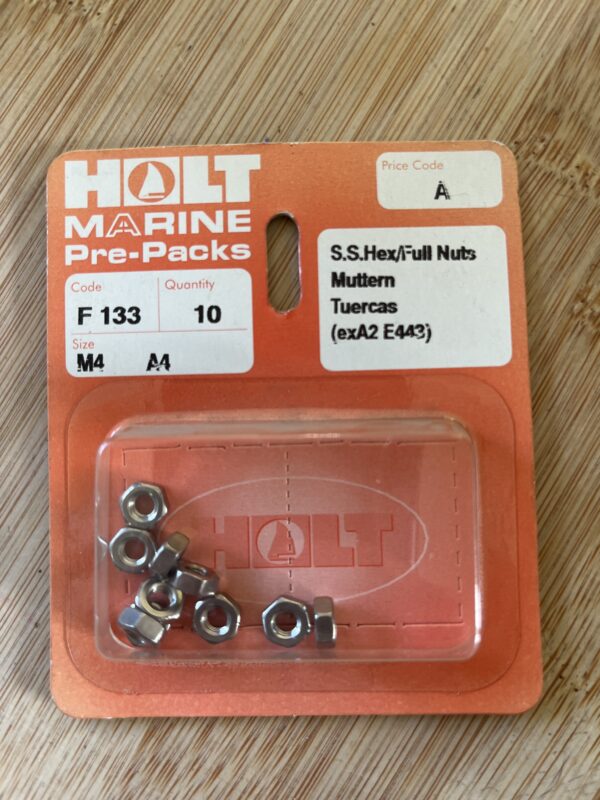 HOLT
MARINE
Pre-Packs
Code
F 133
Quantity
10
Size
M4 A4
Price Code
A
S.S.Hex/Full Nuts
Muttern
Tuercas
(exA2 E443)
HOLT